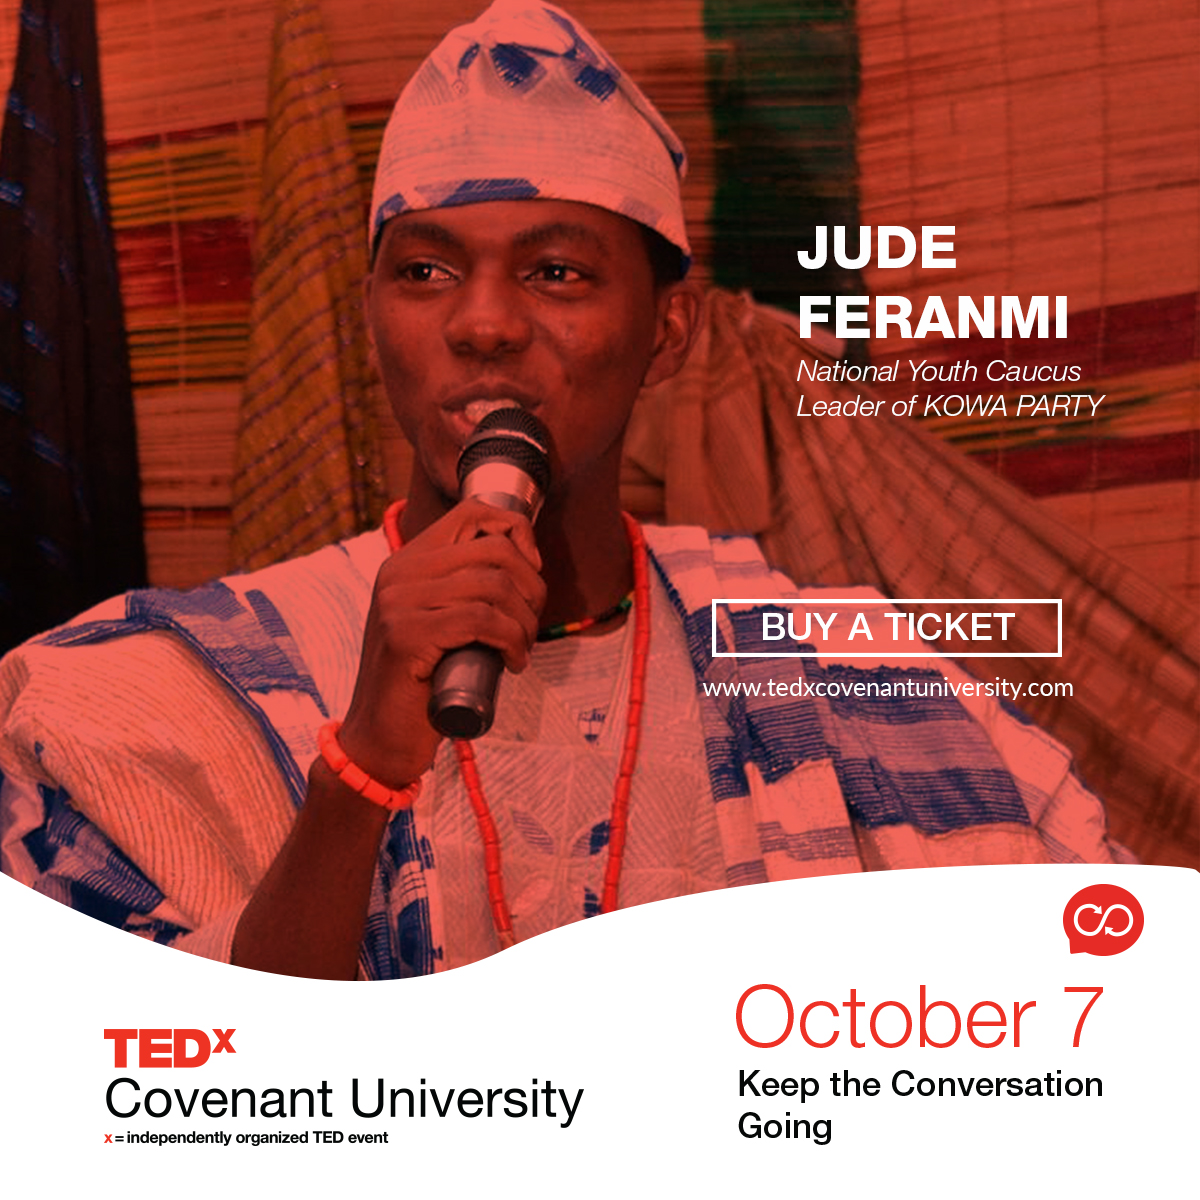 JUDE
FERANMI
National Youth Caucus
Leader of KOWA PARTY
BUY A TICKET
www.tedxcovenantuniversity.com
TEDx
Covenant University
x = independently organized TED event
October 7
Keep the Conversation
Going